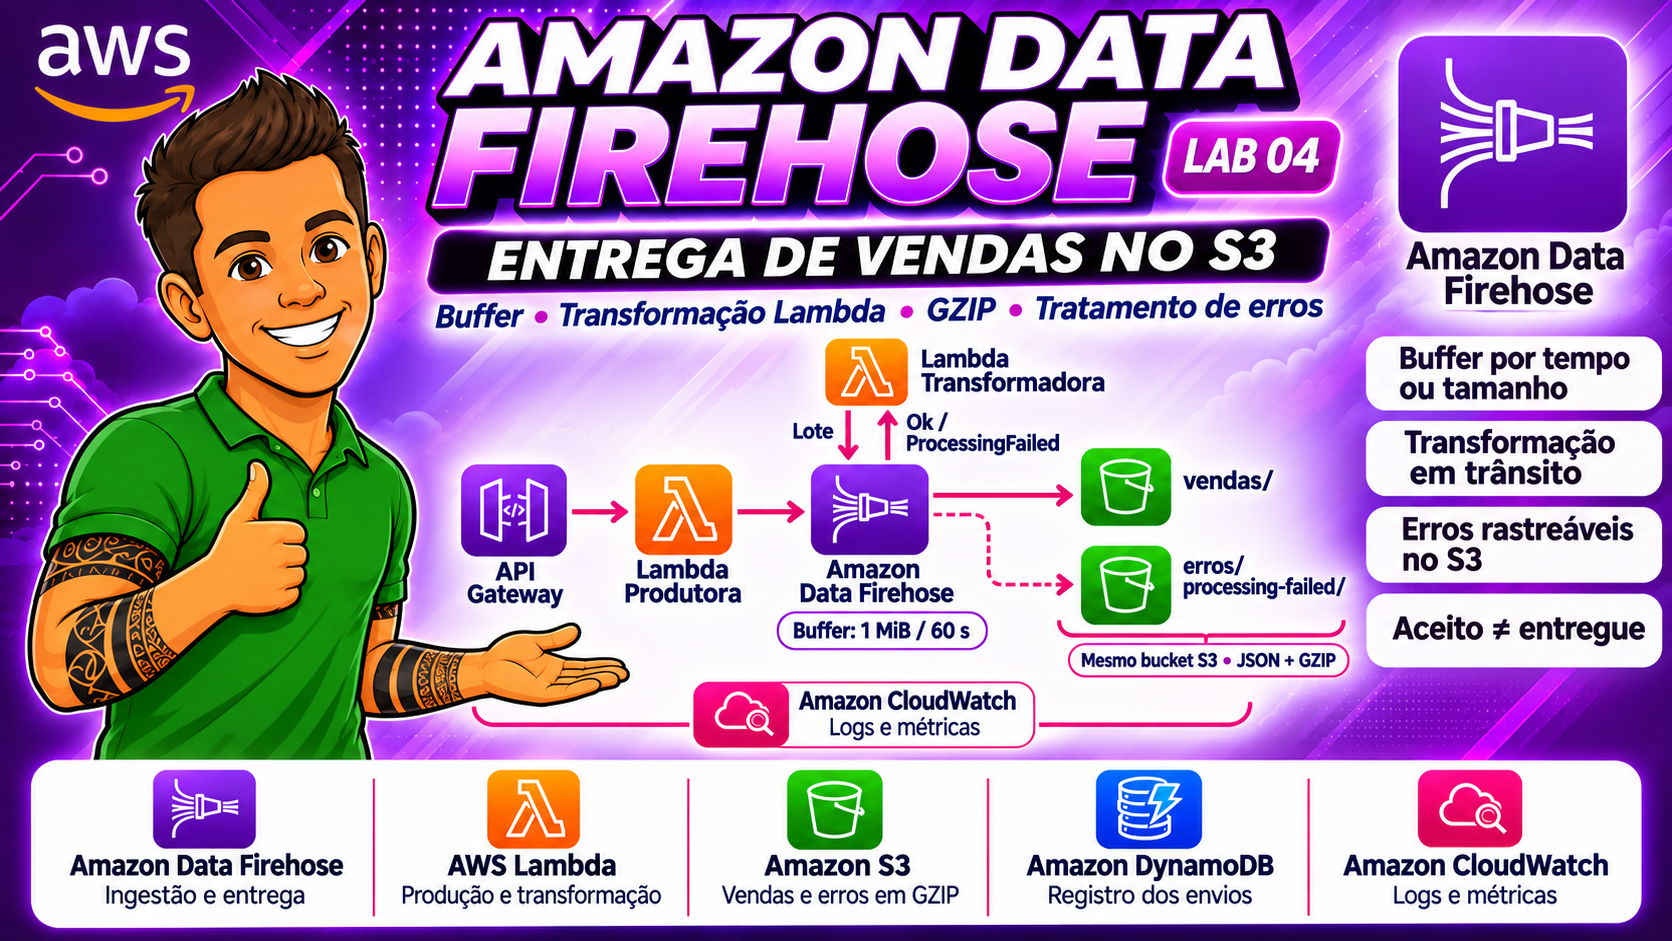 aws
AMAZON DATA
FIREHOSE
LAB 04
ENTREGA DE VENDAS NO S3
Buffer • Transformação Lambda • GZIP • Tratamento de erros
Amazon Data
Firehose
Buffer por tempo
ou tamanho
Transformação
em trânsito
Erros rastreáveis
no S3
Aceito ≠ entregue
Lambda
Transformadora
Lote
Ok /
ProcessingFailed
API
Gateway
</>
Lambda
Produtora
Amazon
Data Firehose
Buffer: 1 MiB / 60 s
vendas/
erros/
processing-failed/
Mesmo bucket S3 • JSON + GZIP
Amazon CloudWatch
Logs e métricas
Amazon Data Firehose
Ingestão e entrega
AWS Lambda
Produção e transformação
Amazon S3
Vendas e erros em GZIP
Amazon DynamoDB
Registro dos envios
Amazon CloudWatch
Logs e métricas